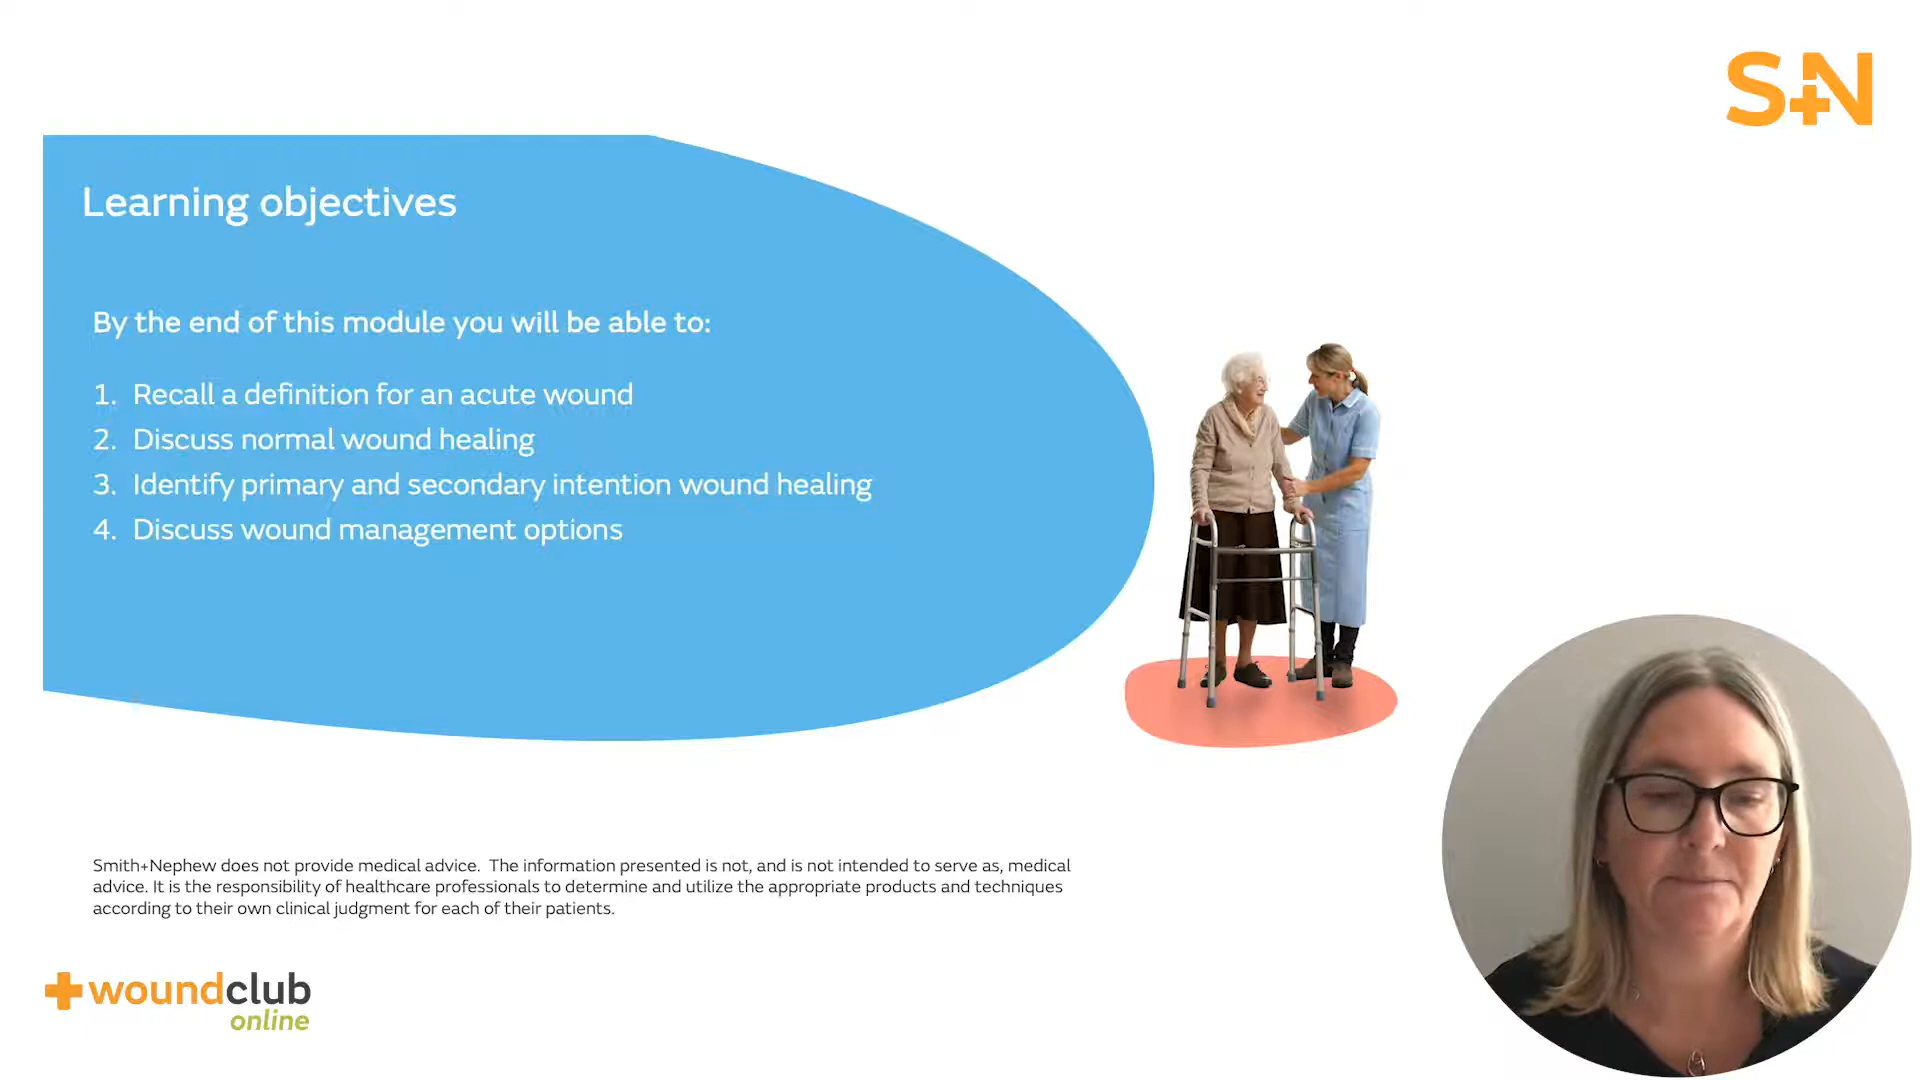 S+N
Learning objectives
By the end of this module you will be able to:
1. Recall a definition for an acute wound
2. Discuss normal wound healing
3. Identify primary and secondary intention wound healing
4. Discuss wound management options
Smith+Nephew does not provide medical advice. The information presented is not, and is not intended to serve as, medical
advice. It is the responsibility of healthcare professionals to determine and utilize the appropriate products and techniques
according to their own clinical judgment for each of their patients.
woundclub
online